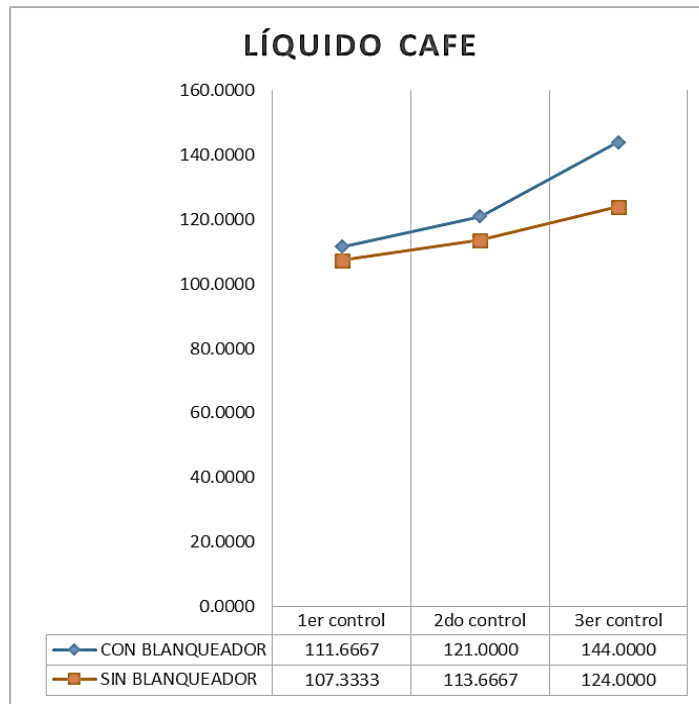 LÍQUIDO CAFE
160.0000
140.0000
120.0000
100.0000
80.0000
60.0000
40.0000
20.0000
0.0000
1er control 2do control 3er control
CON BLANQUEADOR 111.6667 121.0000 144.0000
SIN BLANQUEADOR 107.3333 113.6667 124.0000